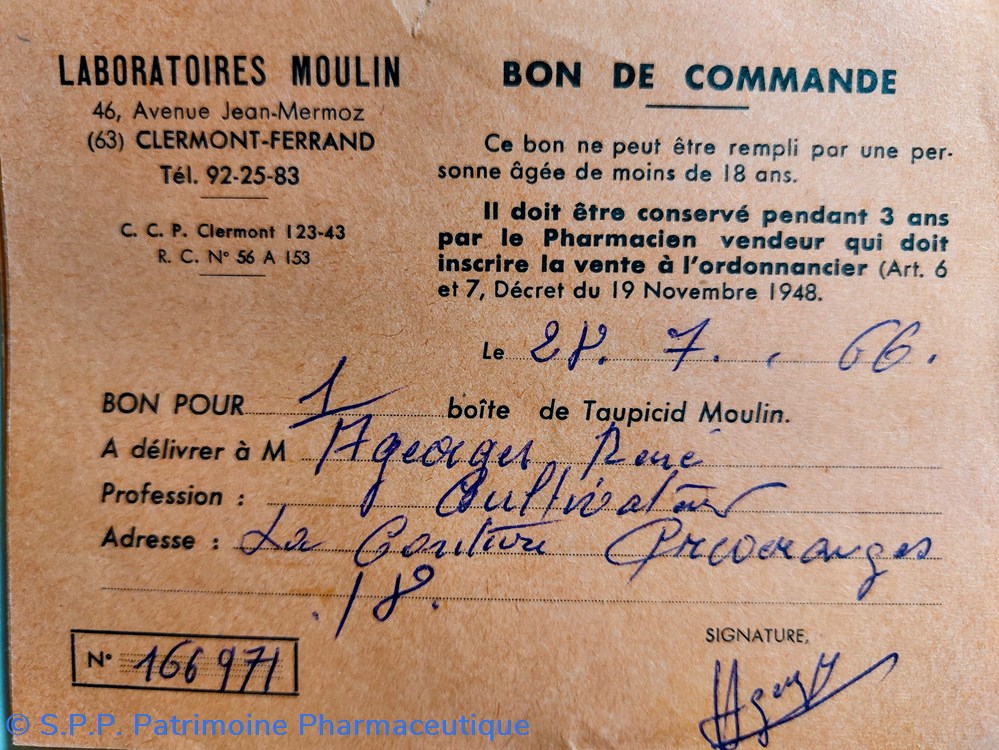 LABORATOIRES MOULIN
46, Avenue Jean-Mermoz
(63) CLERMONT-FERRAND
Tél. 92-25-83
C. C. P. Clermont 123-43
R. C. N° 56 A 153
BON DE COMMANDE
Ce bon ne peut être rempli par une per-
sonne âgée de moins de 18 ans.
Il doit être conservé pendant 3 ans
par le Pharmacien vendeur qui doit
inscrire la vente à l'ordonnancier (Art. 6
et 7, Décret du 19 Novembre 1948.
Le 28. 7. . 66.
BON POUR 1 boîte de Taupicid Moulin.
A délivrer à M Ageorges René
Profession : Cultivateur
Adresse : La
18.
N° 166971
SIGNATURE,
© S.P.P. Patrimoine Pharmaceutique